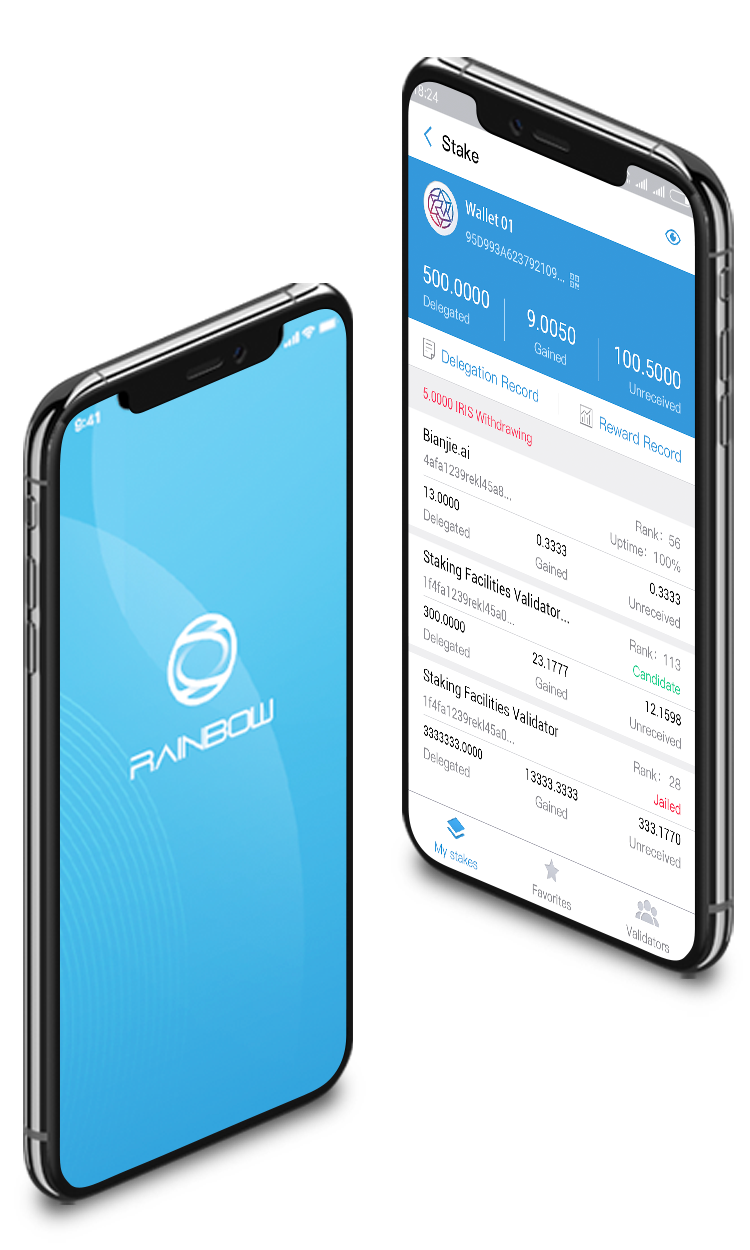 9:41
RAINBOW
18:24
Stake
Wallet 01
95D993A623792109...
500.0000
Delegated
9.0050
Gained
100.5000
Unreceived
Delegation Record
Reward Record
5.0000 IRIS Withdrawing
Bianjie.ai
4afa1239rekl45a8...
Rank: 56
Uptime: 100%
13.0000
Delegated
0.3333
Gained
0.3333
Unreceived
Staking Facilities Validator...
1f4fa1239rekl45a0...
Rank: 113
Candidate
300.0000
Delegated
23.1777
Gained
12.1598
Unreceived
Staking Facilities Validator
1f4fa1239rekl45a0...
Rank: 28
Jailed
3333333.0000
Delegated
13333.3333
Gained
333.1770
Unreceived
My stakes
Favorites
Validators